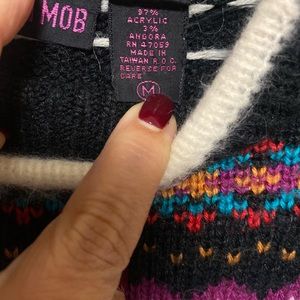 MOB
97%
ACRYLIC
3%
ANGORA
RN 47059
MADE IN
TAIWAN R.O.C.
REVERSE FOR
CARE
M